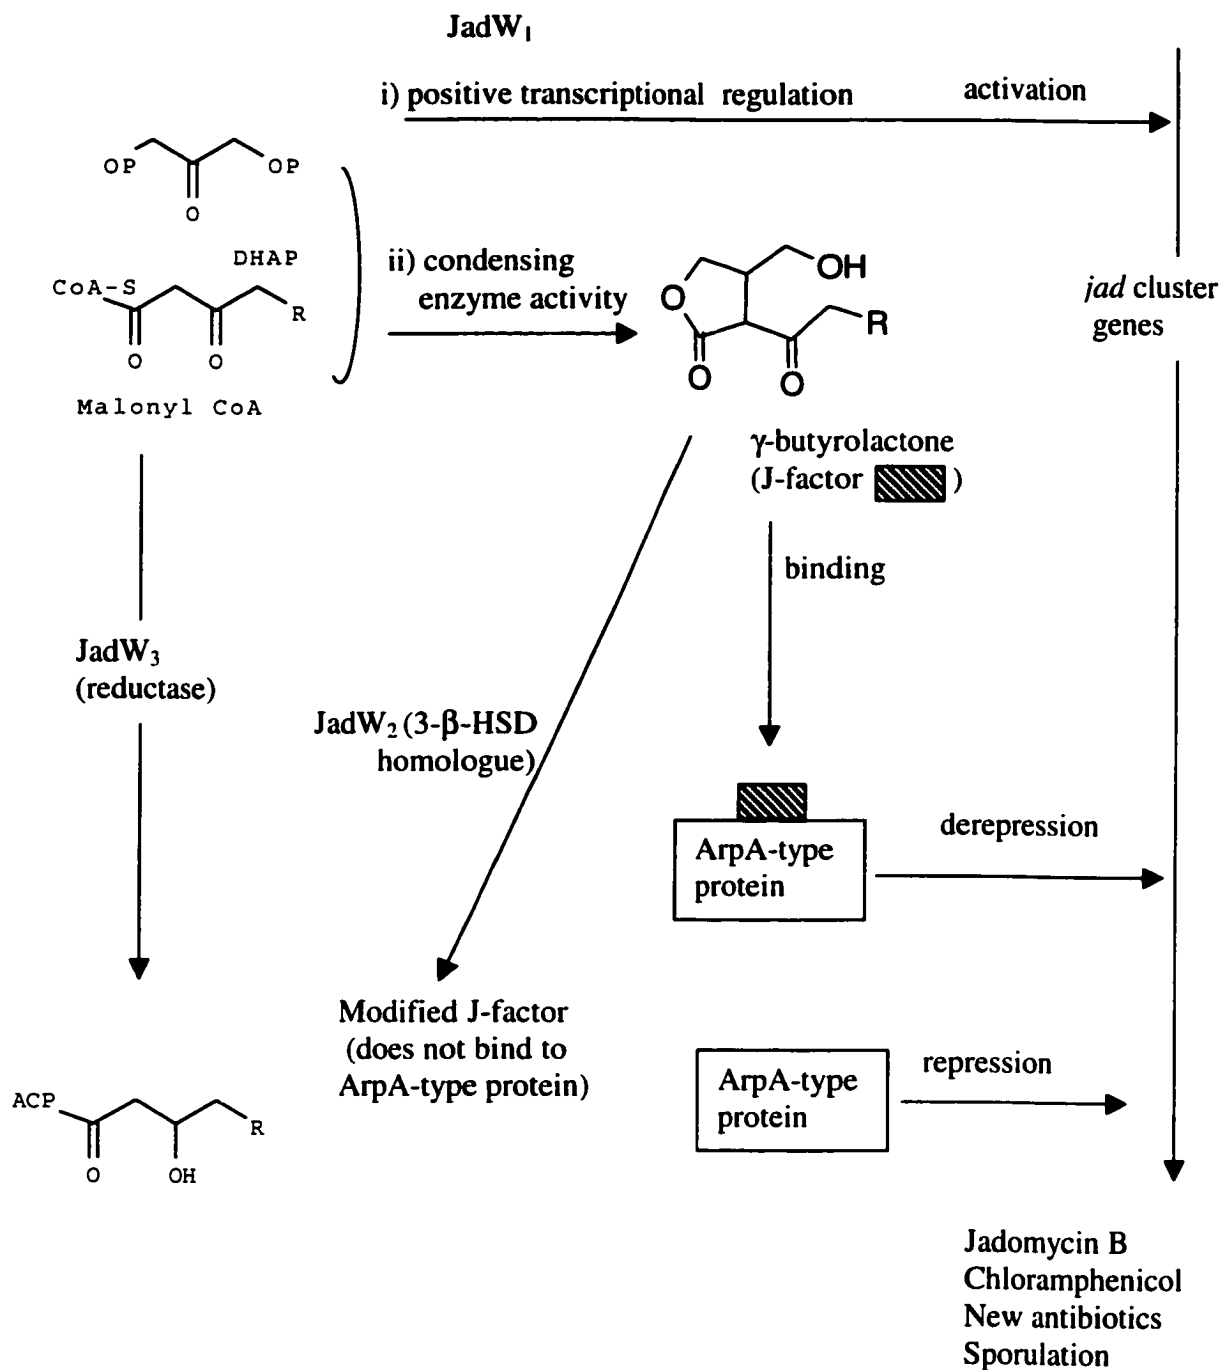 JadW₁
i) positive transcriptional regulation
activation
OP
OP
O
DHAP
CoA-S
R
O
O
Malonyl CoA
ii) condensing
enzyme activity
OH
O
R
O
O
jad cluster
genes
γ-butyrolactone
(J-factor )
binding
JadW₃
(reductase)
JadW₂ (3-β-HSD
homologue)
ArpA-type
protein
derepression
Modified J-factor
(does not bind to
ArpA-type protein)
ArpA-type
protein
repression
ACP
R
O
OH
Jadomycin B
Chloramphenicol
New antibiotics
Sporulation